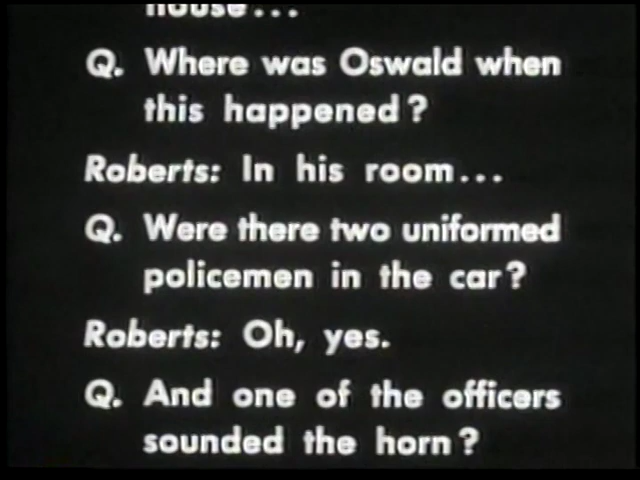 house...
Q. Where was Oswald when
this happened?
Roberts: In his room...
Q. Were there two uniformed
policemen in the car?
Roberts: Oh, yes.
Q. And one of the officers
sounded the horn?